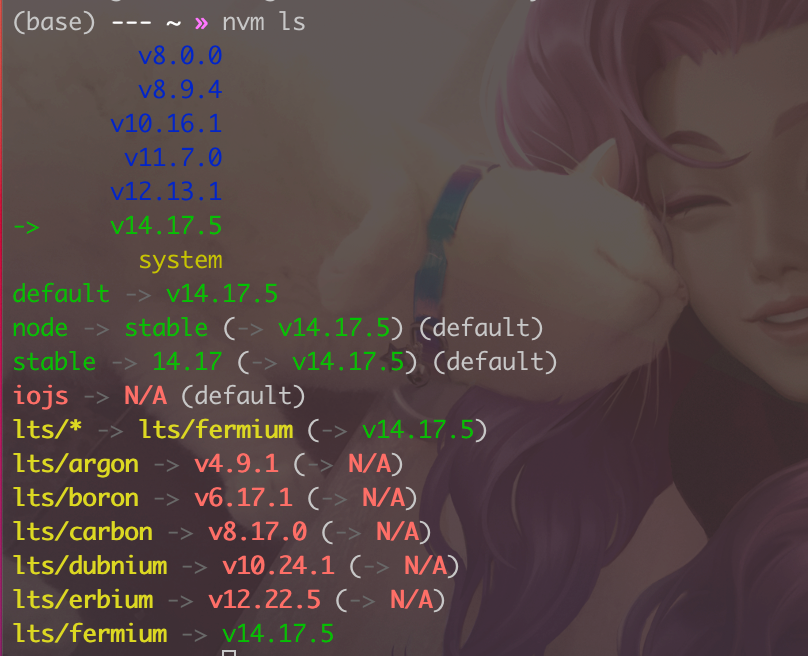 (base) --- ~ » nvm ls
v8.0.0
v8.9.4
v10.16.1
v11.7.0
v12.13.1
-> v14.17.5
system
default -> v14.17.5
node -> stable (-> v14.17.5) (default)
stable -> 14.17 (-> v14.17.5) (default)
iojs -> N/A (default)
lts/* -> lts/fermium (-> v14.17.5)
lts/argon -> v4.9.1 (-> N/A)
lts/boron -> v6.17.1 (-> N/A)
lts/carbon -> v8.17.0 (-> N/A)
lts/dubnium -> v10.24.1 (-> N/A)
lts/erbium -> v12.22.5 (-> N/A)
lts/fermium -> v14.17.5